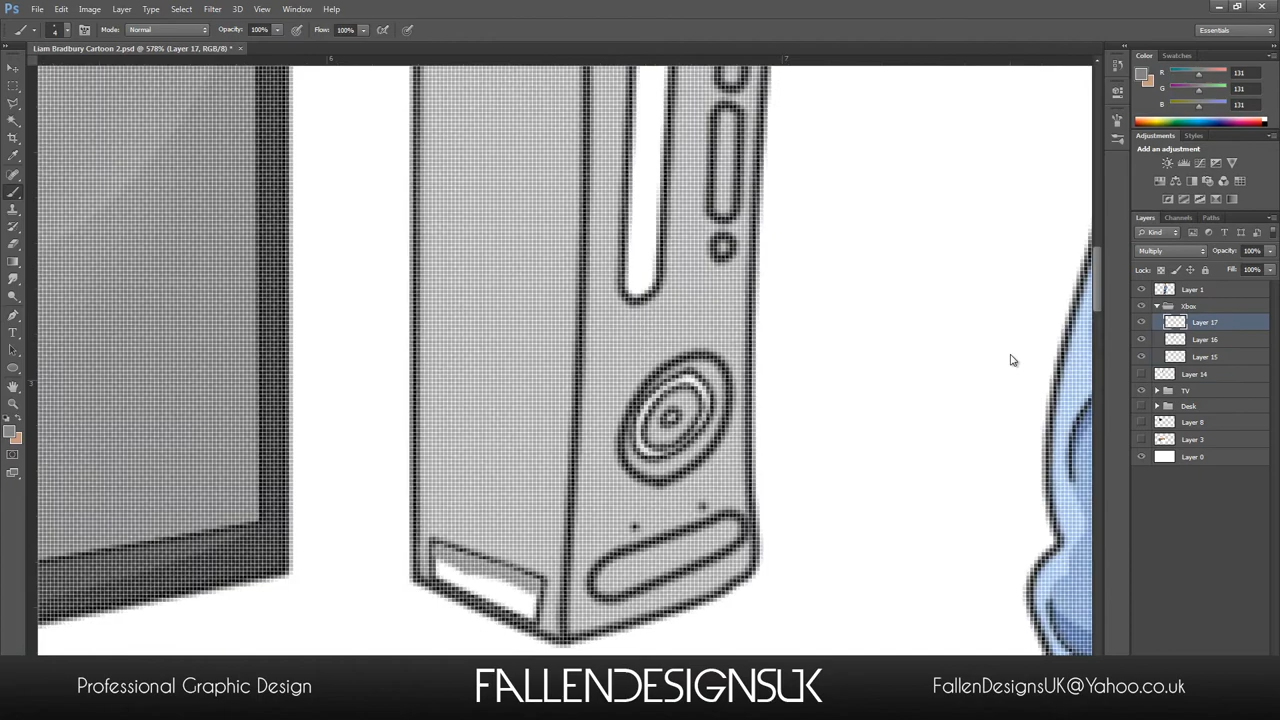 Ps File Edit Image Layer Type Select Filter 3D View Window Help
4 Mode: Normal Opacity: 100% Flow: 100% Essentials
Liam Bradbury Cartoon 2.psd @ 578% (Layer 17, RGB/8) * ×
6 7
3
Color Swatches
R 131
G 131
B 131
Adjustments Styles
Add an adjustment
Layers Channels Paths
Kind
Multiply Opacity: 100%
Lock: Fill: 100%
Layer 1
Xbox
Layer 17
Layer 16
Layer 15
Layer 14
TV
Desk
Layer 8
Layer 3
Layer 0
Professional Graphic Design
FALLENDESIGNSUK
FallenDesignsUK@Yahoo.co.uk